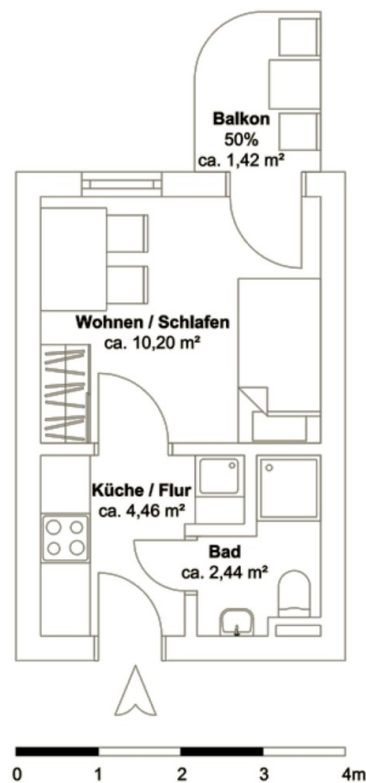 Balkon
50%
ca. 1,42 m²
Wohnen / Schlafen
ca. 10,20 m²
Küche / Flur
ca. 4,46 m²
Bad
ca. 2,44 m²
0 1 2 3 4m